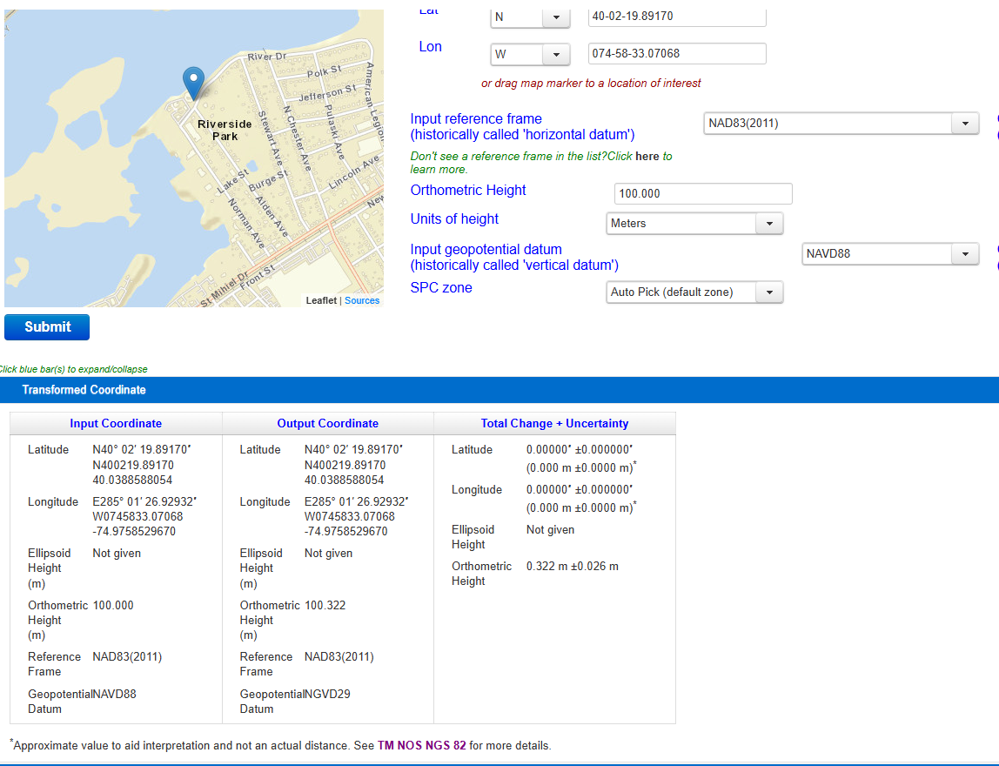 Lat N 40-02-19.89170
Lon W 074-58-33.07068
or drag map marker to a location of interest
River Dr
Polk St
Jefferson St
American Legion
Riverside
Park
Stewart Ave
N Chester Ave
Pulaski Ave
Lake St
Burge St
Lincoln Ave
New
Alden Ave
Norman Ave
St Mihiel Dr
Front St
Leaflet | Sources
Input reference frame
(historically called 'horizontal datum')
NAD83(2011)
Don't see a reference frame in the list?Click here to
learn more.
Orthometric Height 100.000
Units of height Meters
Input geopotential datum
(historically called 'vertical datum')
NAVD88
SPC zone Auto Pick (default zone)
Submit
Click blue bar(s) to expand/collapse
Transformed Coordinate
Input Coordinate
Latitude N40° 02' 19.89170"
N400219.89170
40.0388588054
Longitude E285° 01' 26.92932"
W0745833.07068
-74.9758529670
Ellipsoid Not given
Height
(m)
Orthometric 100.000
Height
(m)
Reference NAD83(2011)
Frame
Geopotential NAVD88
Datum
Output Coordinate
Latitude N40° 02' 19.89170"
N400219.89170
40.0388588054
Longitude E285° 01' 26.92932"
W0745833.07068
-74.9758529670
Ellipsoid Not given
Height
(m)
Orthometric 100.322
Height
(m)
Reference NAD83(2011)
Frame
Geopotential NGVD29
Datum
Total Change + Uncertainty
Latitude 0.00000" ±0.000000"
(0.000 m ±0.0000 m)*
Longitude 0.00000" ±0.000000"
(0.000 m ±0.0000 m)*
Ellipsoid Not given
Height
Orthometric 0.322 m ±0.026 m
Height
*Approximate value to aid interpretation and not an actual distance. See TM NOS NGS 82 for more details.